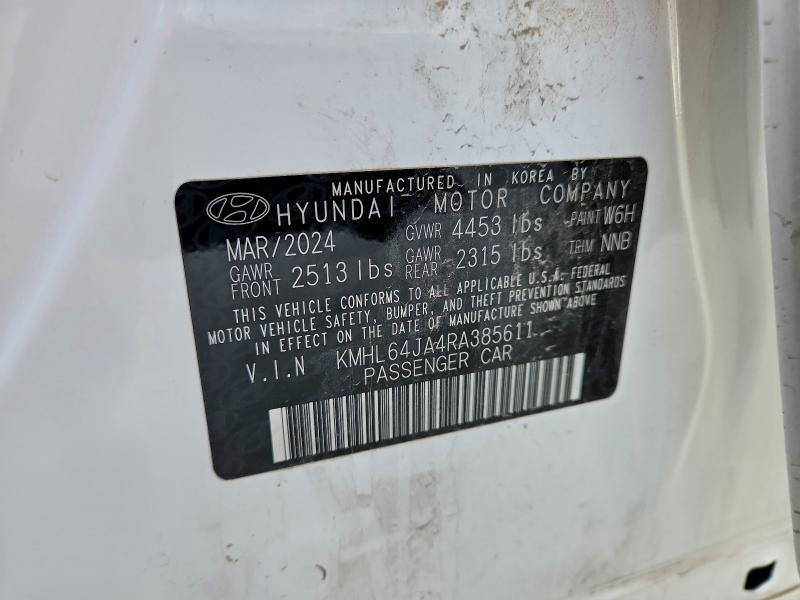 MANUFACTURED IN KOREA BY
HYUNDAI MOTOR COMPANY
MAR/2024 GVWR 4453 lbs PAINT W6H
GAWR FRONT 2513 lbs GAWR REAR 2315 lbs TRIM NNB
THIS VEHICLE CONFORMS TO ALL APPLICABLE U.S.A. FEDERAL
MOTOR VEHICLE SAFETY, BUMPER, AND THEFT PREVENTION STANDARDS
IN EFFECT ON THE DATE OF MANUFACTURE SHOWN ABOVE.
V.I.N KMHL64JA4RA385611
PASSENGER CAR